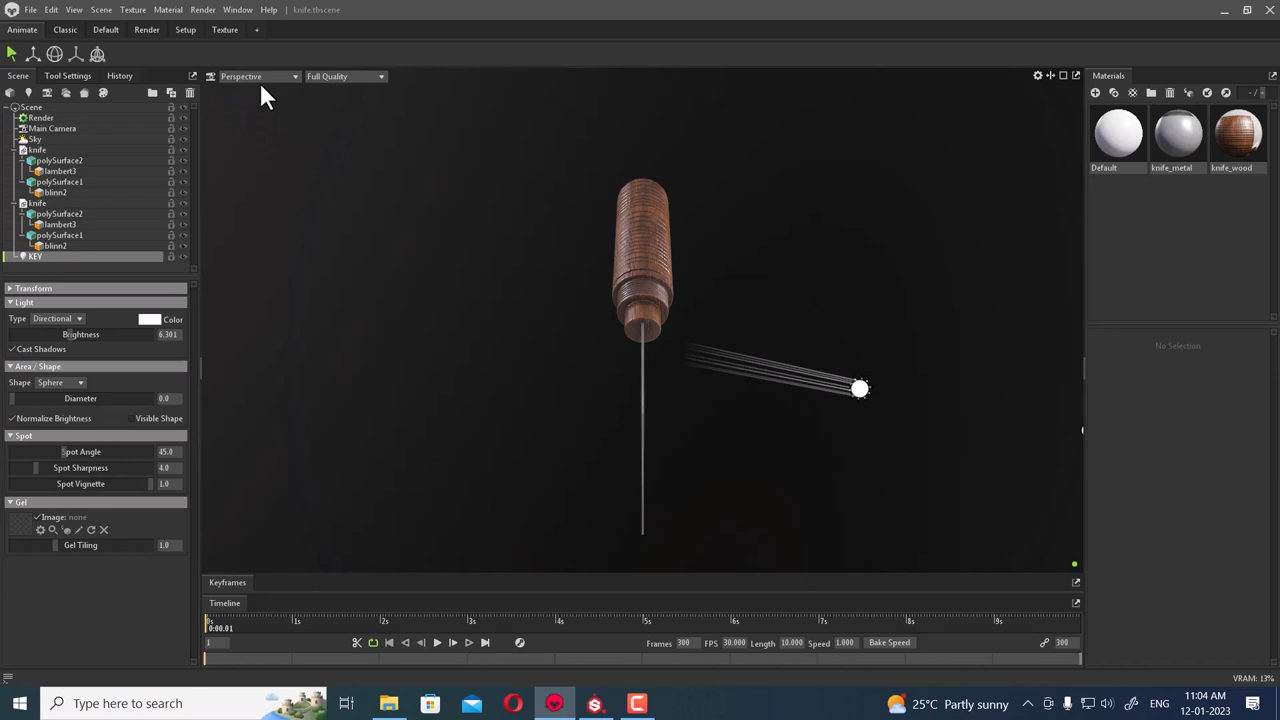 File Edit View Scene Texture Material Render Window Help knife.tbscene
Animate Classic Default Render Setup Texture +
Scene Tool Settings History
Perspective Full Quality
Materials
Scene
Render
Main Camera
Sky
knife
polySurface2
lambert3
polySurface1
blinn2
knife
polySurface2
lambert3
polySurface1
blinn2
KEY
- /
Default knife_metal knife_wood
Transform
Light
Type Directional Color
Brightness 6.301
Cast Shadows
Area / Shape
Shape Sphere
Diameter 0.0
Normalize Brightness Visible Shape
Spot
Spot Angle 45.0
Spot Sharpness 4.0
Spot Vignette 1.0
Gel
Image: none
Gel Tiling 1.0
No Selection
Keyframes
Timeline
0s 1s 2s 3s 4s 5s 6s 7s 8s 9s
0:00.01
1 Frames 300 FPS 30.000 Length 10.000 Speed 1.000 Bake Speed 300
VRAM: 13%
Type here to search
25°C Partly sunny ENG 11:04 AM
12-01-2023